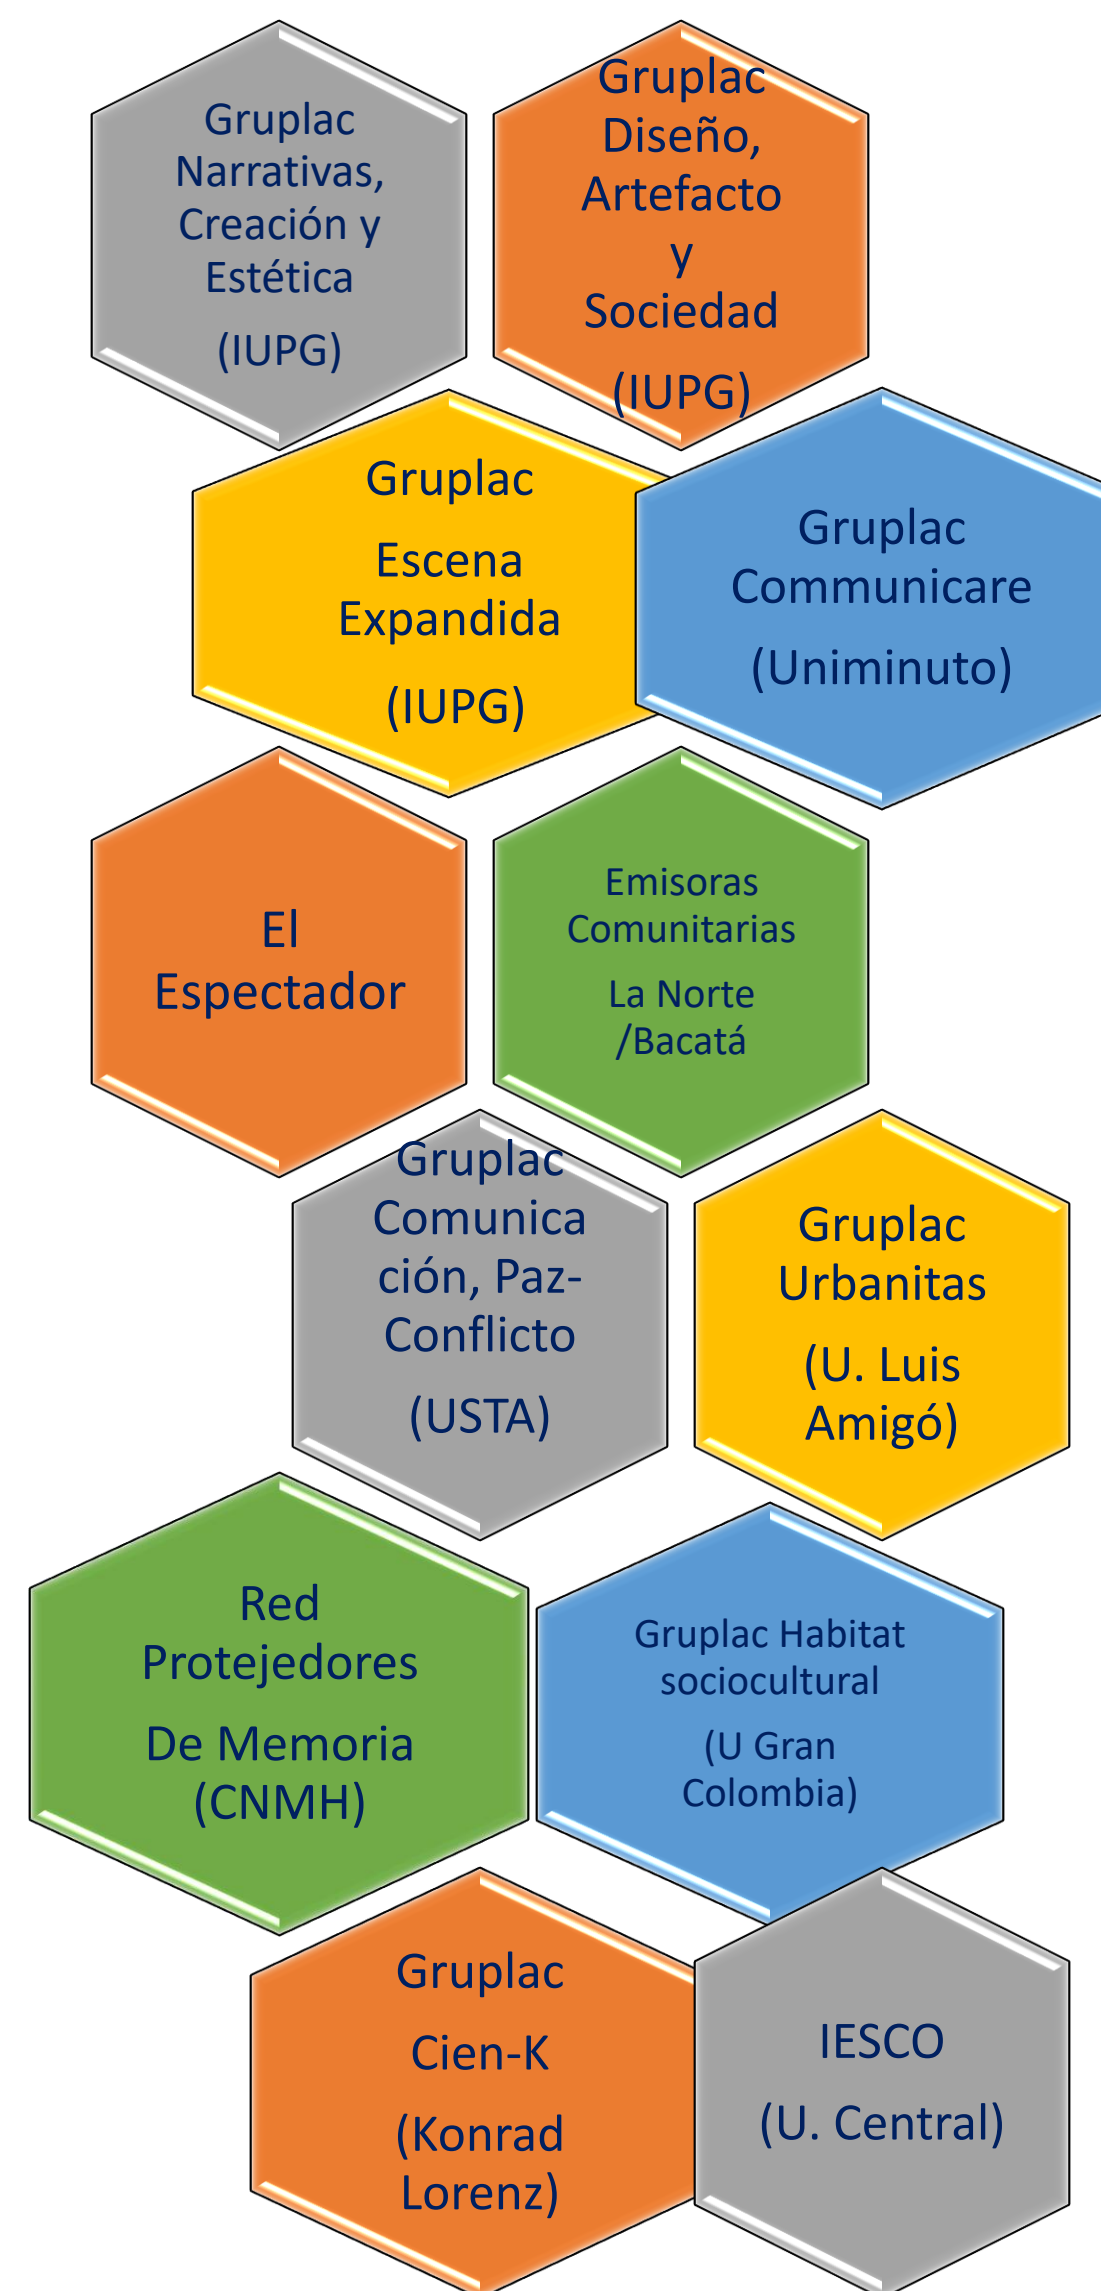 Gruplac
Narrativas,
Creación y
Estética
(IUPG)
Gruplac
Diseño,
Artefacto
y
Sociedad
(IUPG)
Gruplac
Escena
Expandida
(IUPG)
Gruplac
Communicare
(Uniminuto)
El
Espectador
Emisoras
Comunitarias
La Norte
/Bacatá
Gruplac
Comunica
ción, Paz-
Conflicto
(USTA)
Gruplac
Urbanitas
(U. Luis
Amigó)
Red
Protejedores
De Memoria
(CNMH)
Gruplac Habitat
sociocultural
(U Gran
Colombia)
Gruplac
Cien-K
(Konrad
Lorenz)
IESCO
(U. Central)